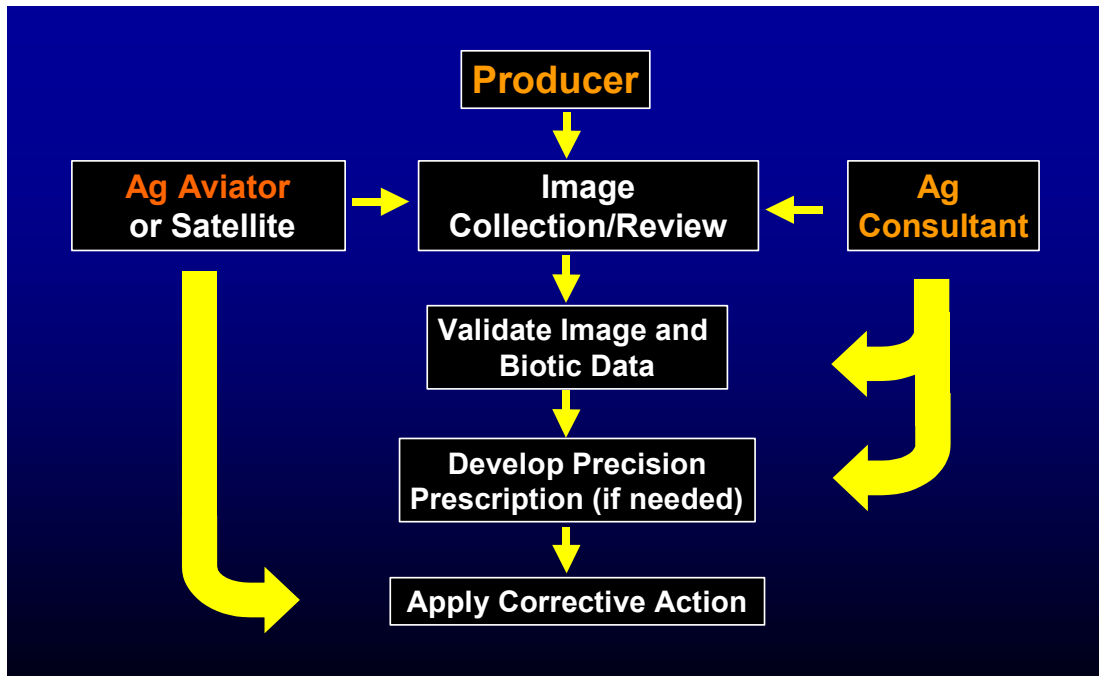 Producer
Ag Aviator
or Satellite
Image
Collection/Review
Ag
Consultant
Validate Image and
Biotic Data
Develop Precision
Prescription (if needed)
Apply Corrective Action